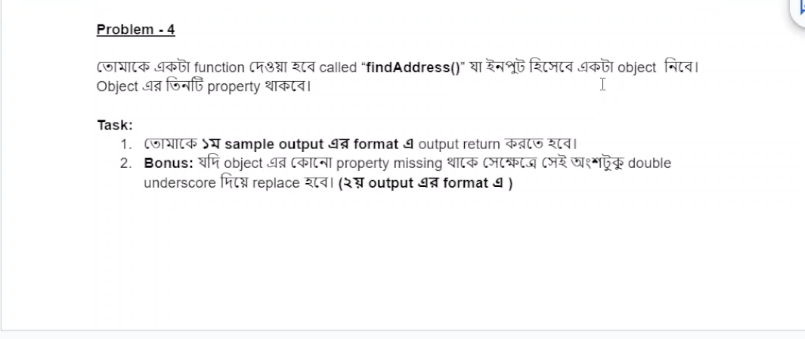 Problem - 4
তোমাকে একটা function দেওয়া হবে called “findAddress()” যা ইনপুট হিসেবে একটা object নিবে।
Object এর তিনটি property থাকবে।
Task:
1. তোমাকে ১ম sample output এর format এ output return করতে হবে।
2. Bonus: যদি object এর কোনো property missing থাকে সেক্ষেত্রে সেই অংশটুকু double
underscore দিয়ে replace হবে। (২য় output এর format এ )